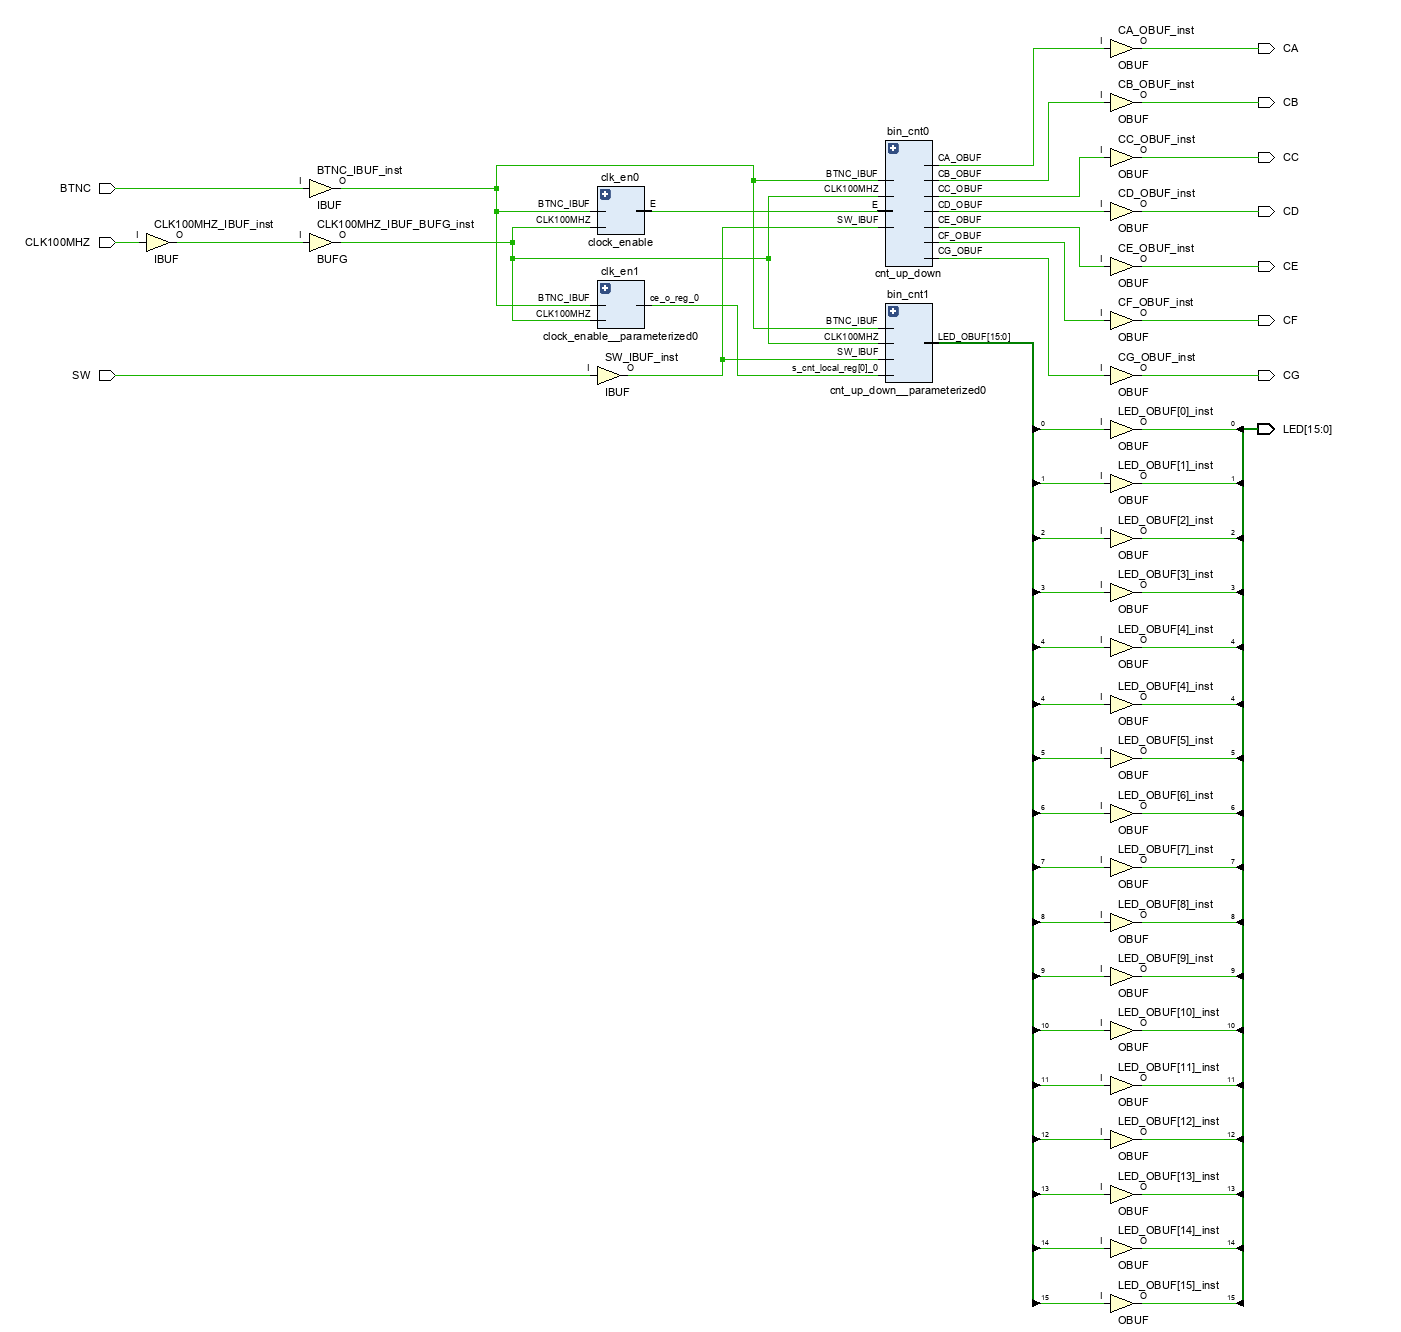 BTNC
I
BTNC_IBUF_inst
O
IBUF
CLK100MHZ
I
CLK100MHZ_IBUF_inst
O
IBUF
I
CLK100MHZ_IBUF_BUFG_inst
O
BUFG
SW
I
SW_IBUF_inst
O
IBUF
clk_en0
BTNC_IBUF
CLK100MHZ
E
clock_enable
clk_en1
BTNC_IBUF
CLK100MHZ
ce_o_reg_0
clock_enable__parameterized0
bin_cnt0
BTNC_IBUF
CLK100MHZ
E
SW_IBUF
CA_OBUF
CB_OBUF
CC_OBUF
CD_OBUF
CE_OBUF
CF_OBUF
CG_OBUF
cnt_up_down
bin_cnt1
BTNC_IBUF
CLK100MHZ
SW_IBUF
s_cnt_local_reg[0]_0
LED_OBUF[15:0]
cnt_up_down__parameterized0
CA_OBUF_inst
I
O
OBUF
CA
CB_OBUF_inst
I
O
OBUF
CB
CC_OBUF_inst
I
O
OBUF
CC
CD_OBUF_inst
I
O
OBUF
CD
CE_OBUF_inst
I
O
OBUF
CE
CF_OBUF_inst
I
O
OBUF
CF
CG_OBUF_inst
I
O
OBUF
CG
LED_OBUF[0]_inst
0
I
O
0
OBUF
LED[15:0]
LED_OBUF[1]_inst
1
I
O
1
OBUF
LED_OBUF[2]_inst
2
I
O
2
OBUF
LED_OBUF[3]_inst
3
I
O
3
OBUF
LED_OBUF[4]_inst
4
I
O
4
OBUF
LED_OBUF[4]_inst
4
I
O
4
OBUF
LED_OBUF[5]_inst
5
I
O
5
OBUF
LED_OBUF[6]_inst
6
I
O
6
OBUF
LED_OBUF[7]_inst
7
I
O
7
OBUF
LED_OBUF[8]_inst
8
I
O
8
OBUF
LED_OBUF[9]_inst
9
I
O
9
OBUF
LED_OBUF[10]_inst
10
I
O
10
OBUF
LED_OBUF[11]_inst
11
I
O
11
OBUF
LED_OBUF[12]_inst
12
I
O
12
OBUF
LED_OBUF[13]_inst
13
I
O
13
OBUF
LED_OBUF[14]_inst
14
I
O
14
OBUF
LED_OBUF[15]_inst
15
I
O
15
OBUF